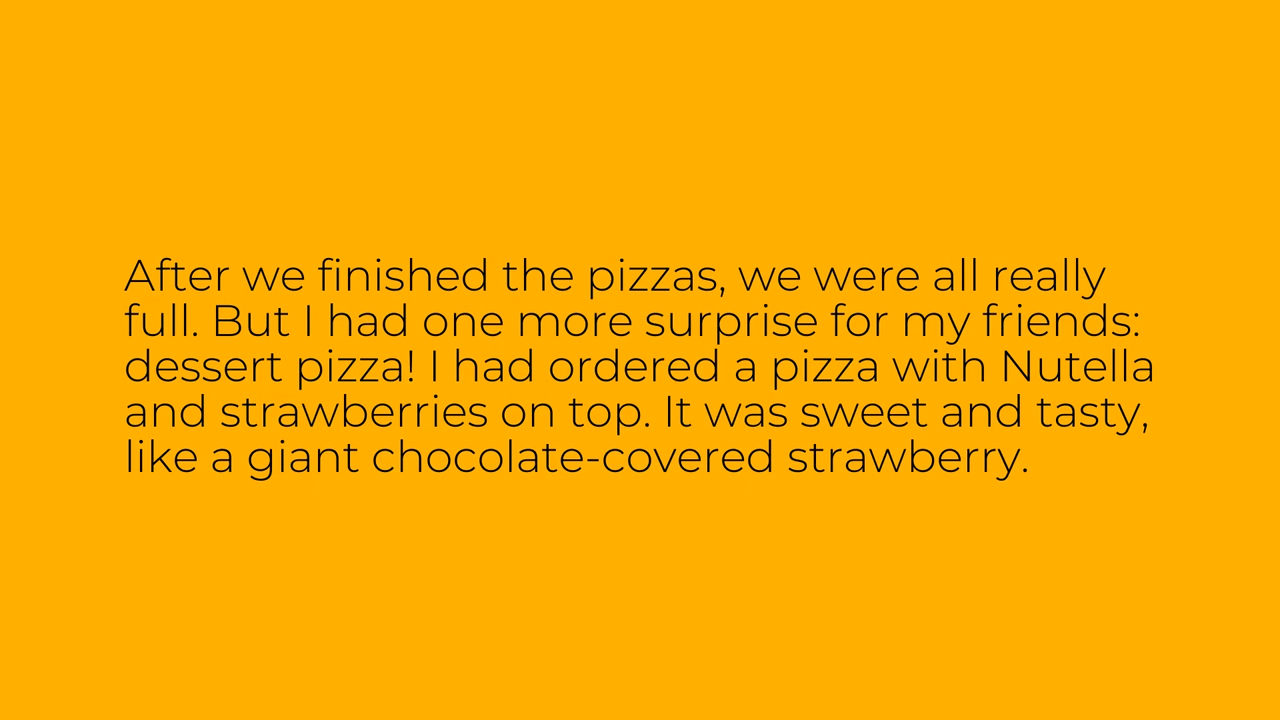 After we finished the pizzas, we were all really
full. But I had one more surprise for my friends:
dessert pizza! I had ordered a pizza with Nutella
and strawberries on top. It was sweet and tasty,
like a giant chocolate-covered strawberry.